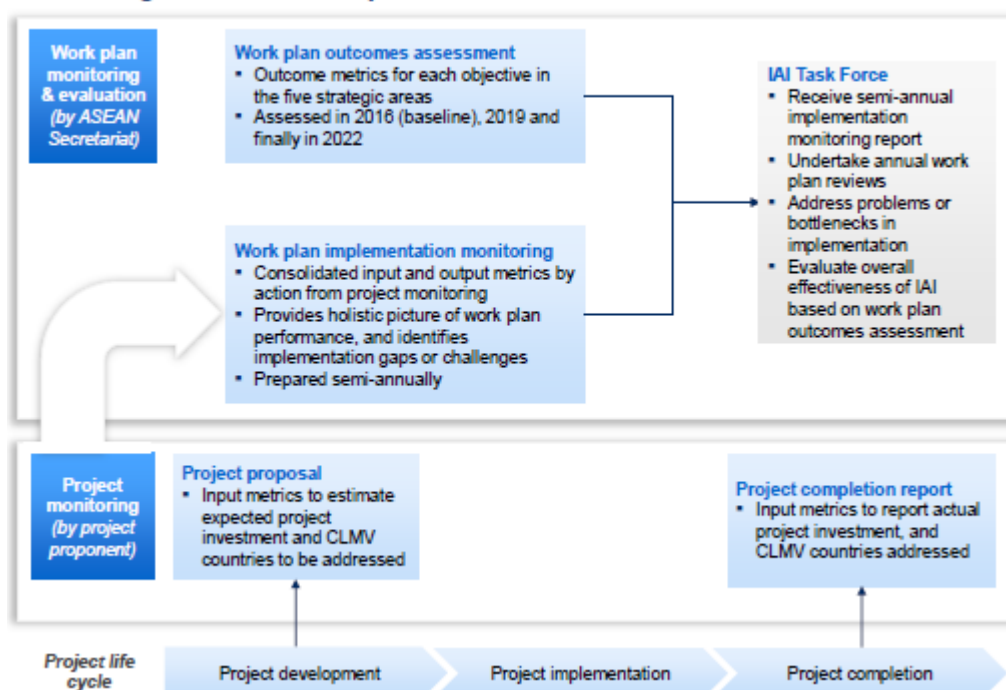 Work plan
monitoring
& evaluation
(by ASEAN
Secretariat)
Work plan outcomes assessment
▪ Outcome metrics for each objective in
the five strategic areas
▪ Assessed in 2016 (baseline), 2019 and
finally in 2022
IAI Task Force
▪ Receive semi-annual
implementation
monitoring report
▪ Undertake annual work
plan reviews
▪ Address problems or
bottlenecks in
implementation
▪ Evaluate overall
effectiveness of IAI
based on work plan
outcomes assessment
Work plan implementation monitoring
▪ Consolidated input and output metrics by
action from project monitoring
▪ Provides holistic picture of work plan
performance, and identifies
implementation gaps or challenges
▪ Prepared semi-annually
Project
monitoring
(by project
proponent)
Project proposal
▪ Input metrics to estimate
expected project
investment and CLMV
countries to be addressed
Project completion report
▪ Input metrics to report actual
project investment, and
CLMV countries addressed
Project life
cycle
Project development
Project implementation
Project completion